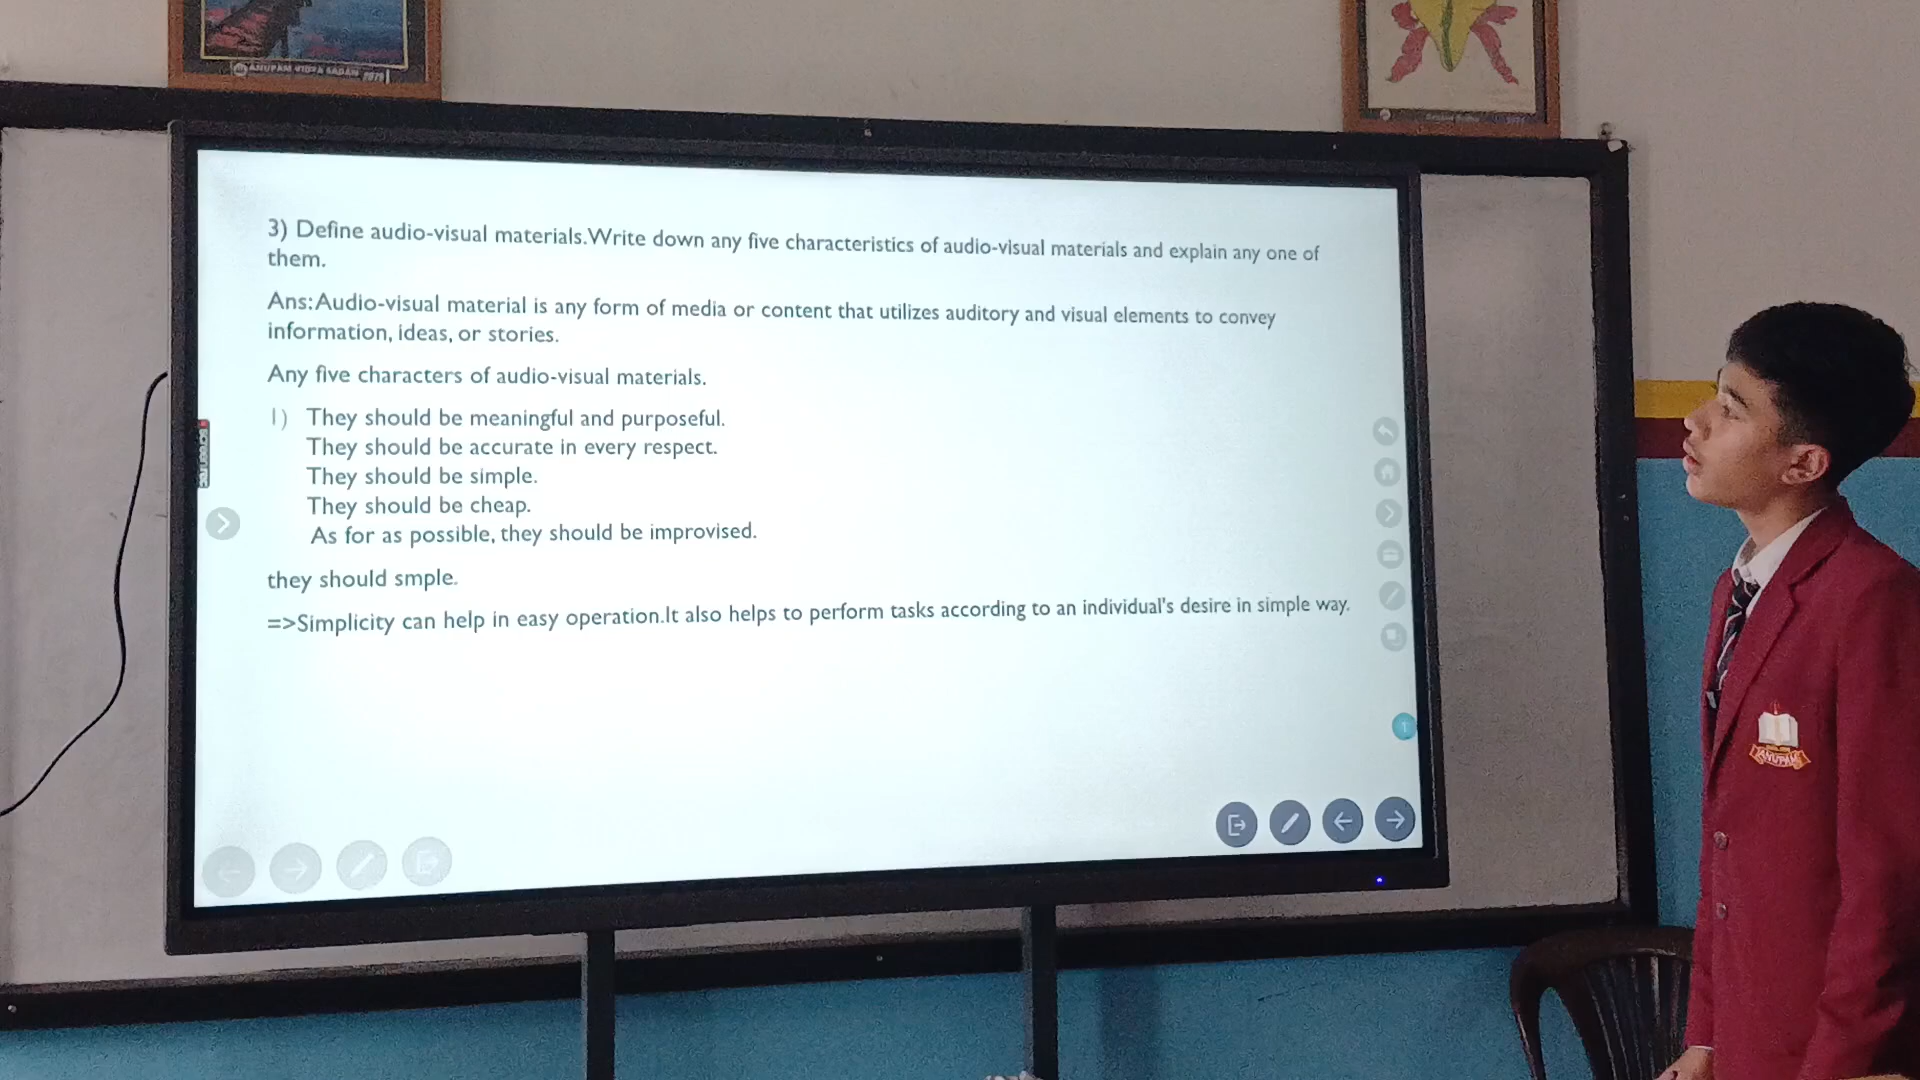 ANUPAM VIDYA SADAN
3) Define audio-visual materials.Write down any five characteristics of audio-visual materials and explain any one of
them.
Ans:Audio-visual material is any form of media or content that utilizes auditory and visual elements to convey
information, ideas, or stories.
Any five characters of audio-visual materials.
1) They should be meaningful and purposeful.
They should be accurate in every respect.
They should be simple.
They should be cheap.
As for as possible, they should be improvised.
they should smple.
=>Simplicity can help in easy operation.It also helps to perform tasks according to an individual's desire in simple way.
ANUPAM